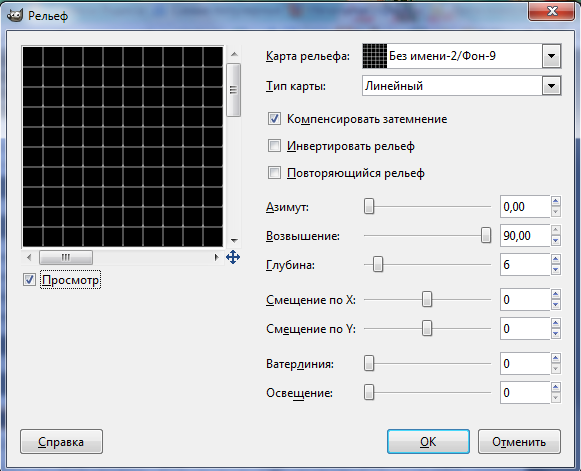 Рельеф
Карта рельефа: Без имени-2/Фон-9
Тип карты: Линейный
Компенсировать затемнение
Инвертировать рельеф
Повторяющийся рельеф
Азимут: 0,00
Возвышение: 90,00
Глубина: 6
Смещение по X: 0
Смещение по Y: 0
Ватерлиния: 0
Освещение: 0
Просмотр
Справка ОК Отменить